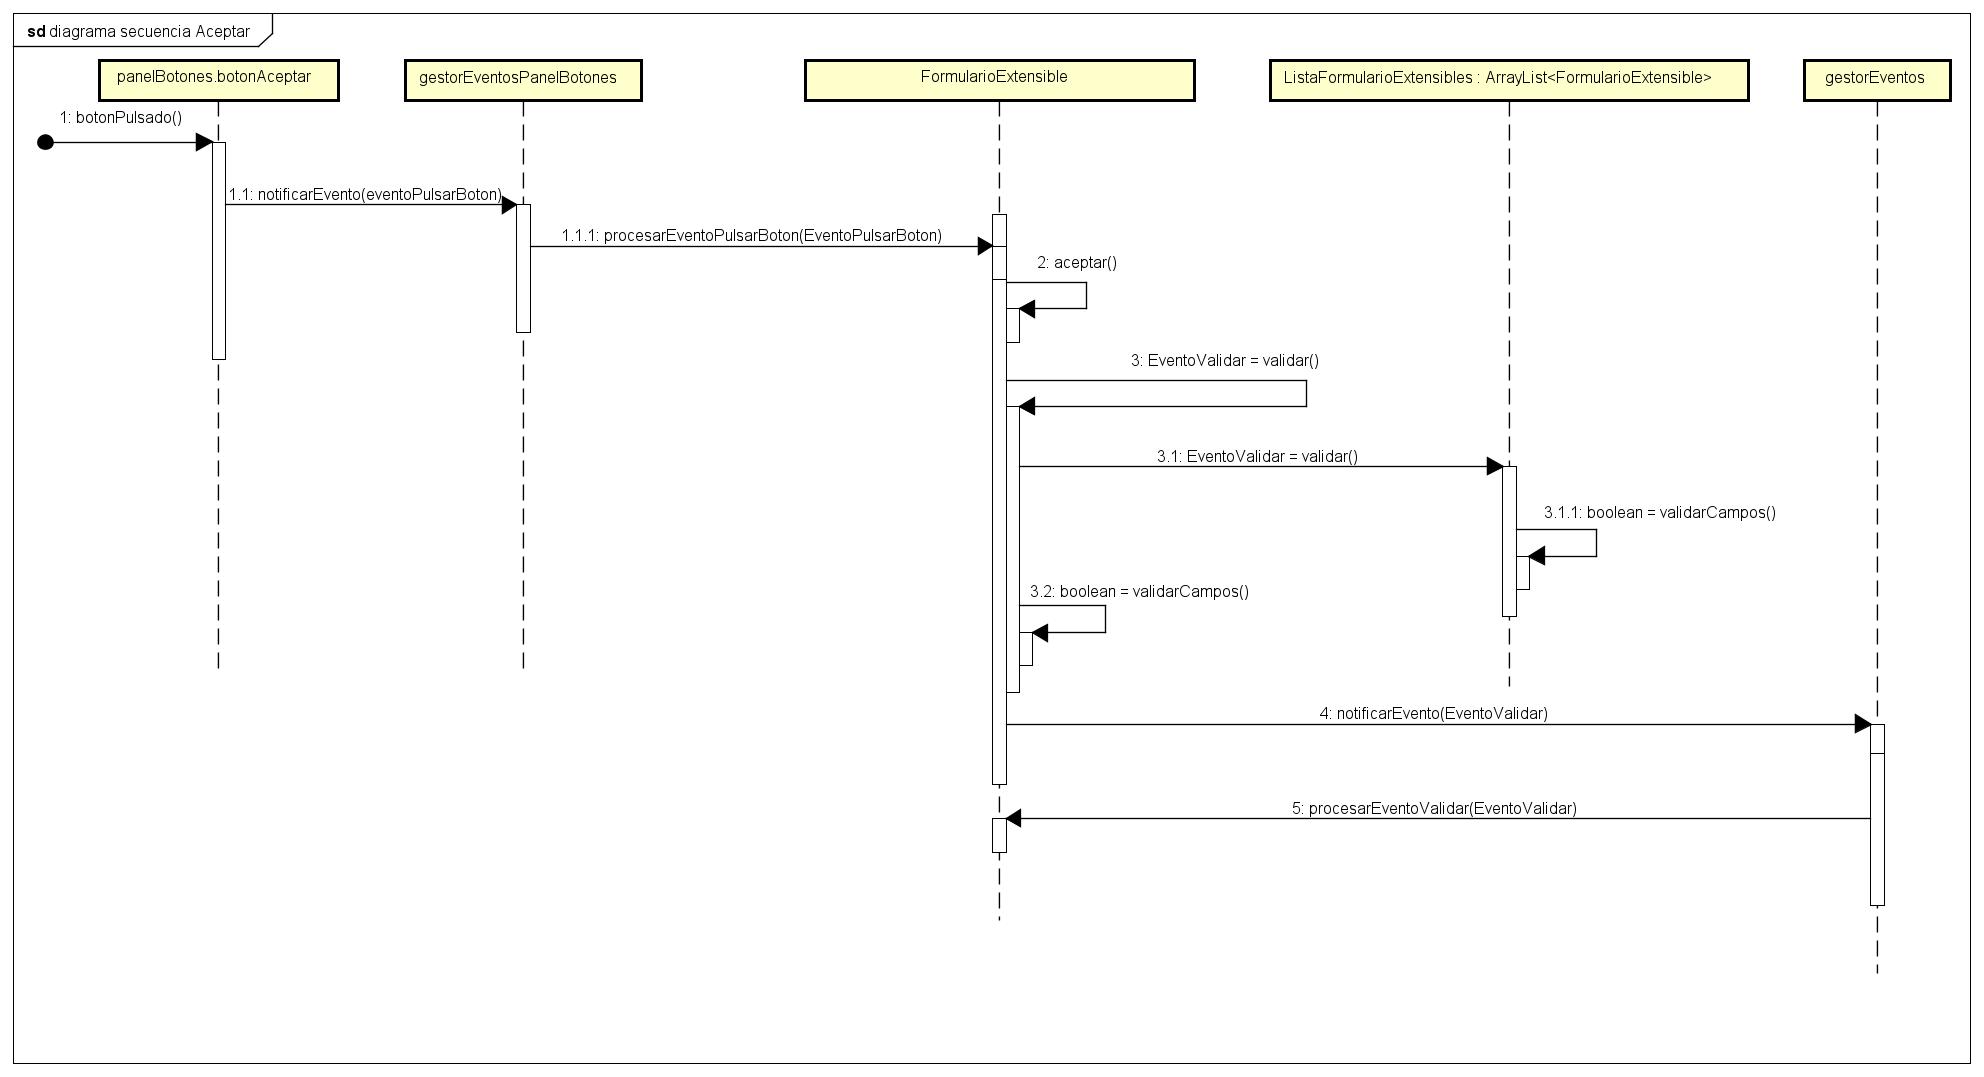 sd diagrama secuencia Aceptar
panelBotones.botonAceptar
gestorEventosPanelBotones
FormularioExtensible
ListaFormularioExtensibles : ArrayList<FormularioExtensible>
gestorEventos
1: botonPulsado()
1.1: notificarEvento(eventoPulsarBoton)
1.1.1: procesarEventoPulsarBoton(EventoPulsarBoton)
2: aceptar()
3: EventoValidar = validar()
3.1: EventoValidar = validar()
3.1.1: boolean = validarCampos()
3.2: boolean = validarCampos()
4: notificarEvento(EventoValidar)
5: procesarEventoValidar(EventoValidar)